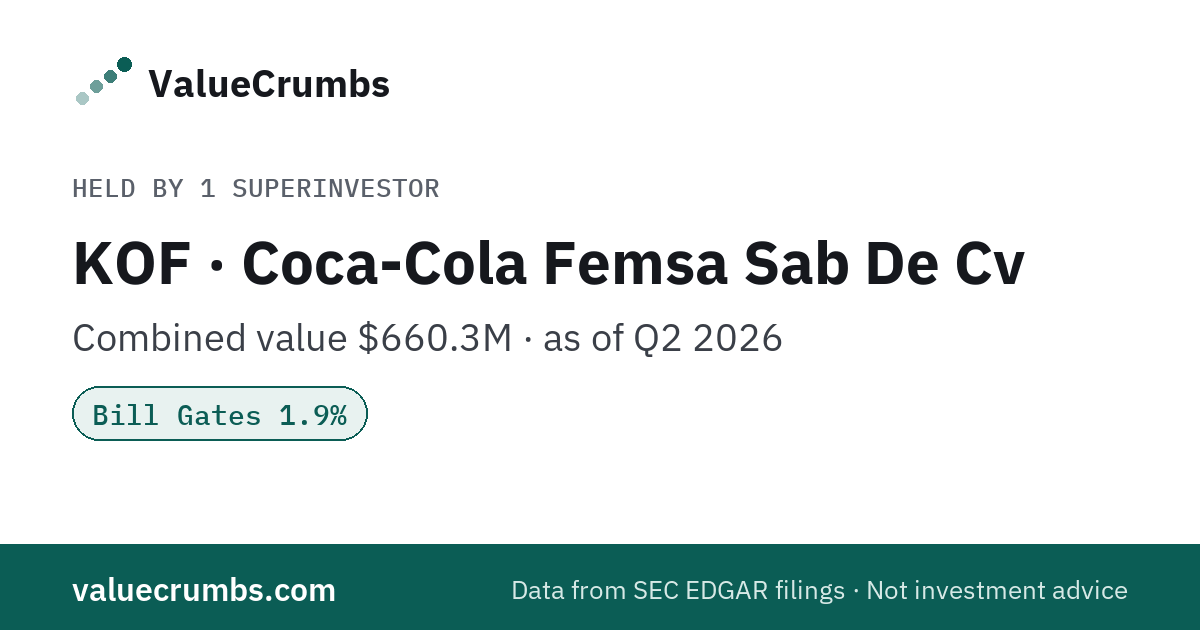 ValueCrumbs
HELD BY 1 SUPERINVESTOR
KOF · Coca-Cola Femsa Sab De Cv
Combined value $660.3M · as of Q2 2026
Bill Gates 1.9%
valuecrumbs.com
Data from SEC EDGAR filings · Not investment advice